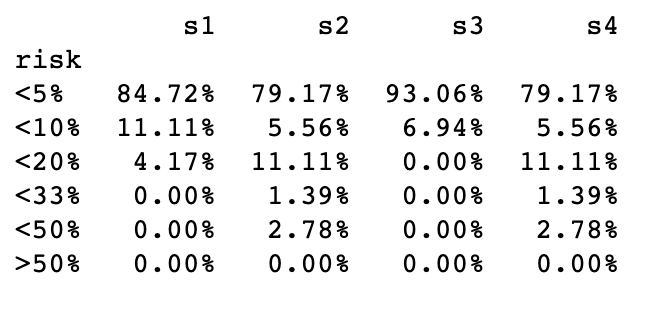 s1 s2 s3 s4
risk
<5% 84.72% 79.17% 93.06% 79.17%
<10% 11.11% 5.56% 6.94% 5.56%
<20% 4.17% 11.11% 0.00% 11.11%
<33% 0.00% 1.39% 0.00% 1.39%
<50% 0.00% 2.78% 0.00% 2.78%
>50% 0.00% 0.00% 0.00% 0.00%